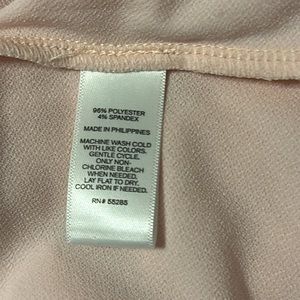 96% POLYESTER
4% SPANDEX
MADE IN PHILIPPINES
MACHINE WASH COLD
WITH LIKE COLORS.
GENTLE CYCLE.
ONLY NON-
CHLORINE BLEACH
WHEN NEEDED.
LAY FLAT TO DRY.
COOL IRON IF NEEDED.
RN# 55285